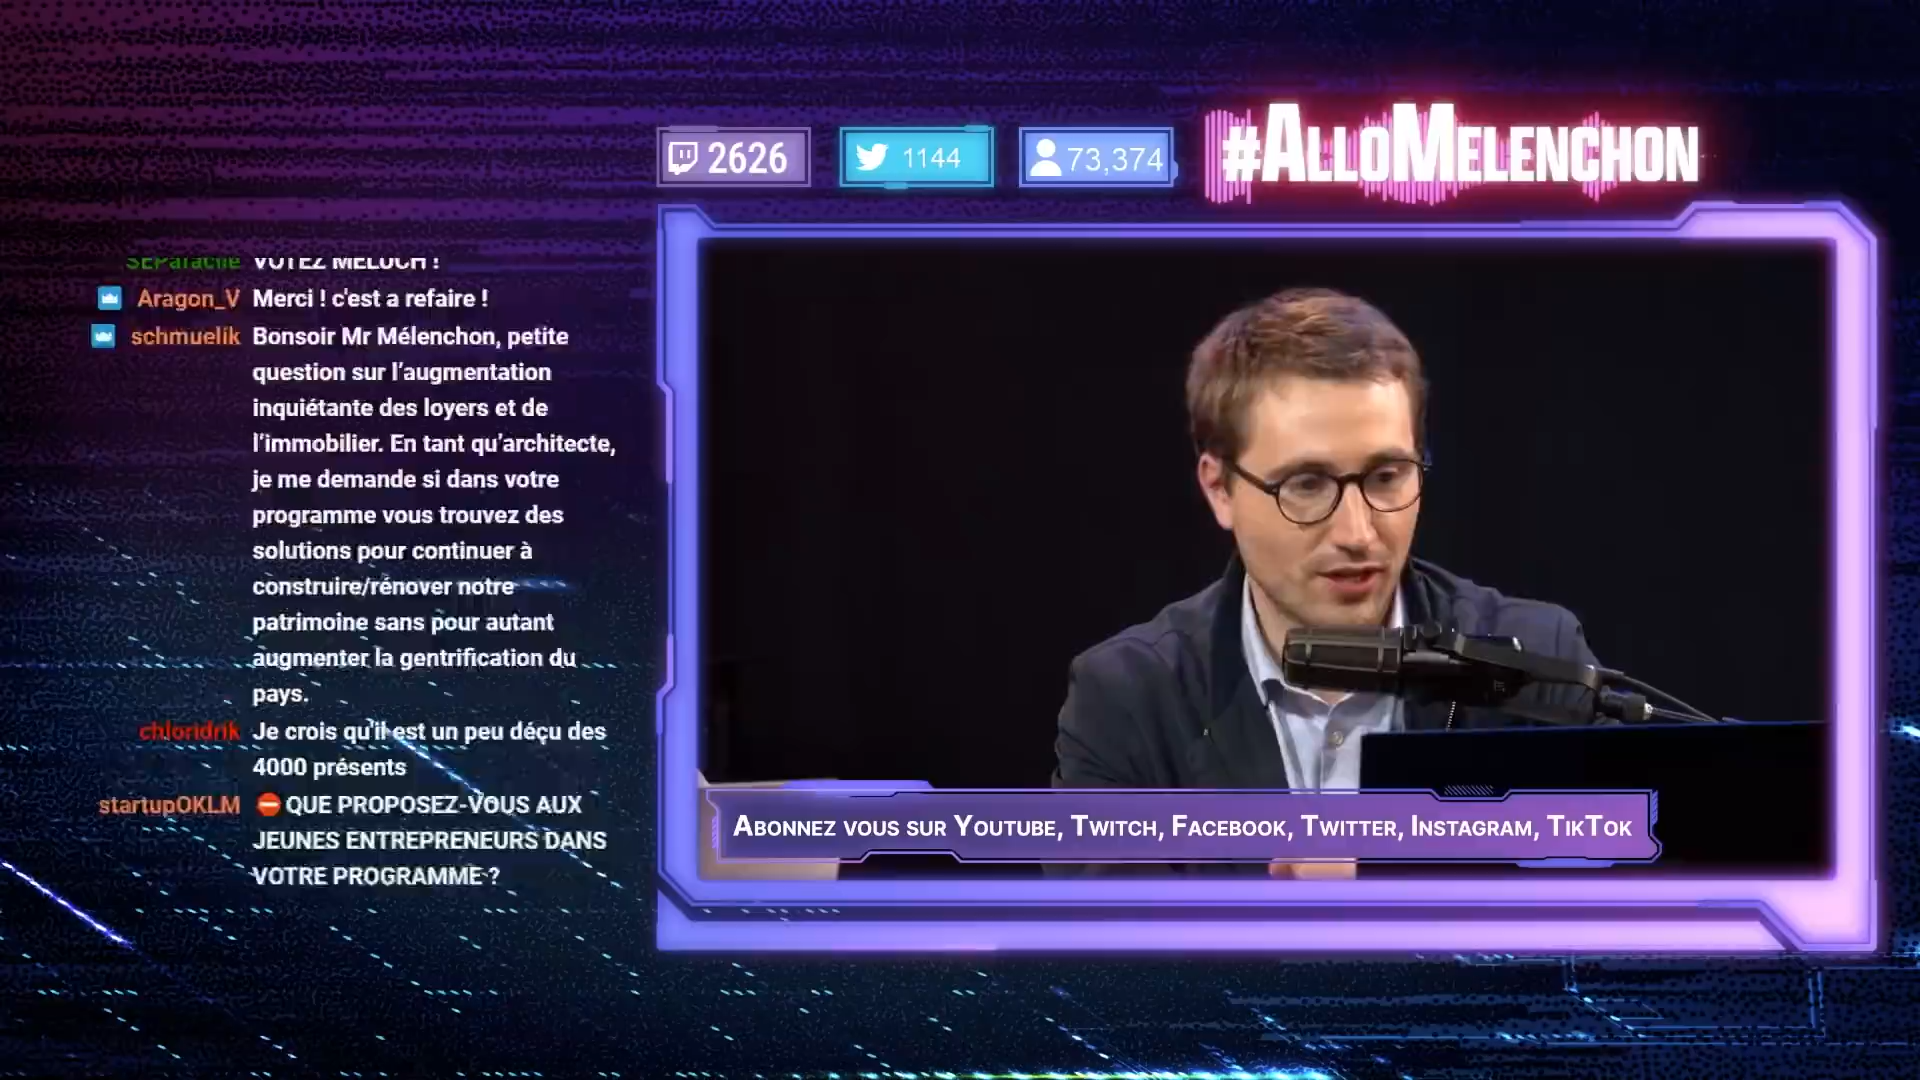 2626
1144
73,374
#ALLOMELENCHON
VOTEZ MELUCH !
Aragon_V Merci ! c'est a refaire !
schmuelik Bonsoir Mr Mélenchon, petite
question sur l'augmentation
inquiétante des loyers et de
l'immobilier. En tant qu'architecte,
je me demande si dans votre
programme vous trouvez des
solutions pour continuer à
construire/rénover notre
patrimoine sans pour autant
augmenter la gentrification du
pays.
chloridrik Je crois qu'il est un peu déçu des
4000 présents
startupOKLM QUE PROPOSEZ-VOUS AUX
JEUNES ENTREPRENEURS DANS
VOTRE PROGRAMME ?
ABONNEZ VOUS SUR YOUTUBE, TWITCH, FACEBOOK, TWITTER, INSTAGRAM, TIKTOK